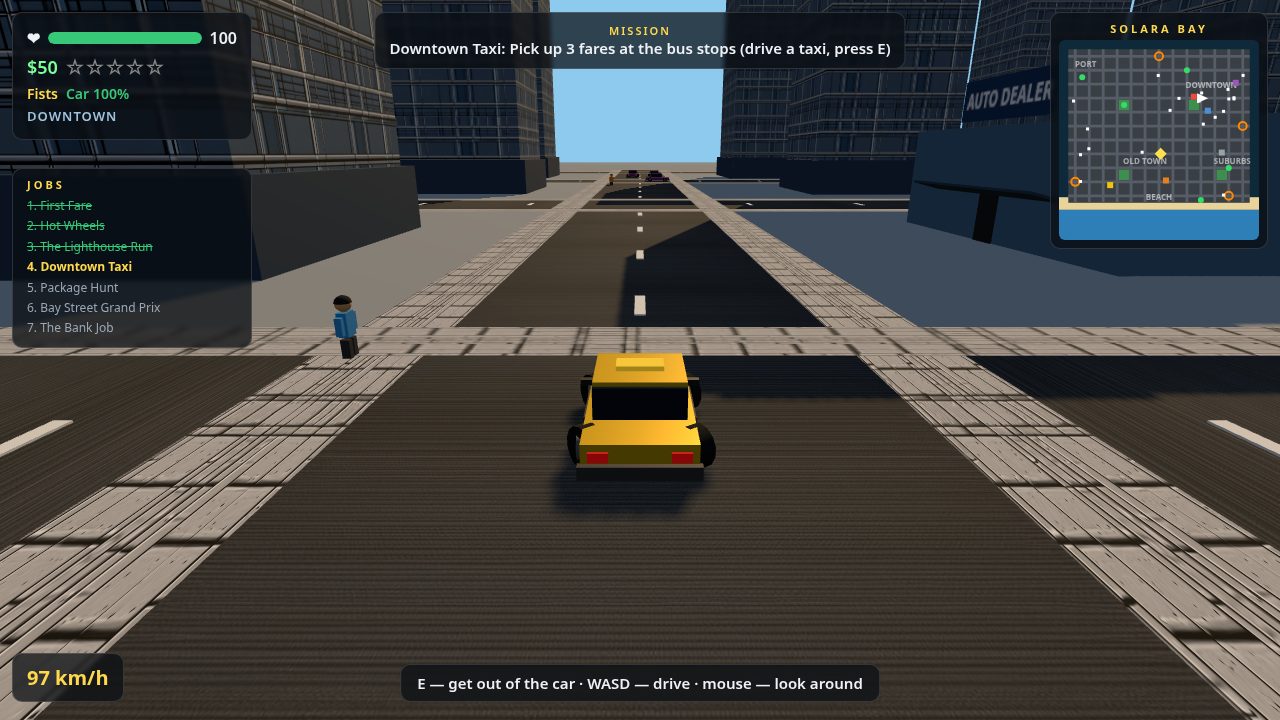 ❤ 100
$50 ☆☆☆☆☆
Fists Car 100%
DOWNTOWN
JOBS
1. First Fare
2. Hot Wheels
3. The Lighthouse Run
4. Downtown Taxi
5. Package Hunt
6. Bay Street Grand Prix
7. The Bank Job
MISSION
Downtown Taxi: Pick up 3 fares at the bus stops (drive a taxi, press E)
AUTO DEALER
SOLARA BAY
PORT
DOWNTOWN
OLD TOWN
SUBURBS
BEACH
97 km/h
E — get out of the car · WASD — drive · mouse — look around